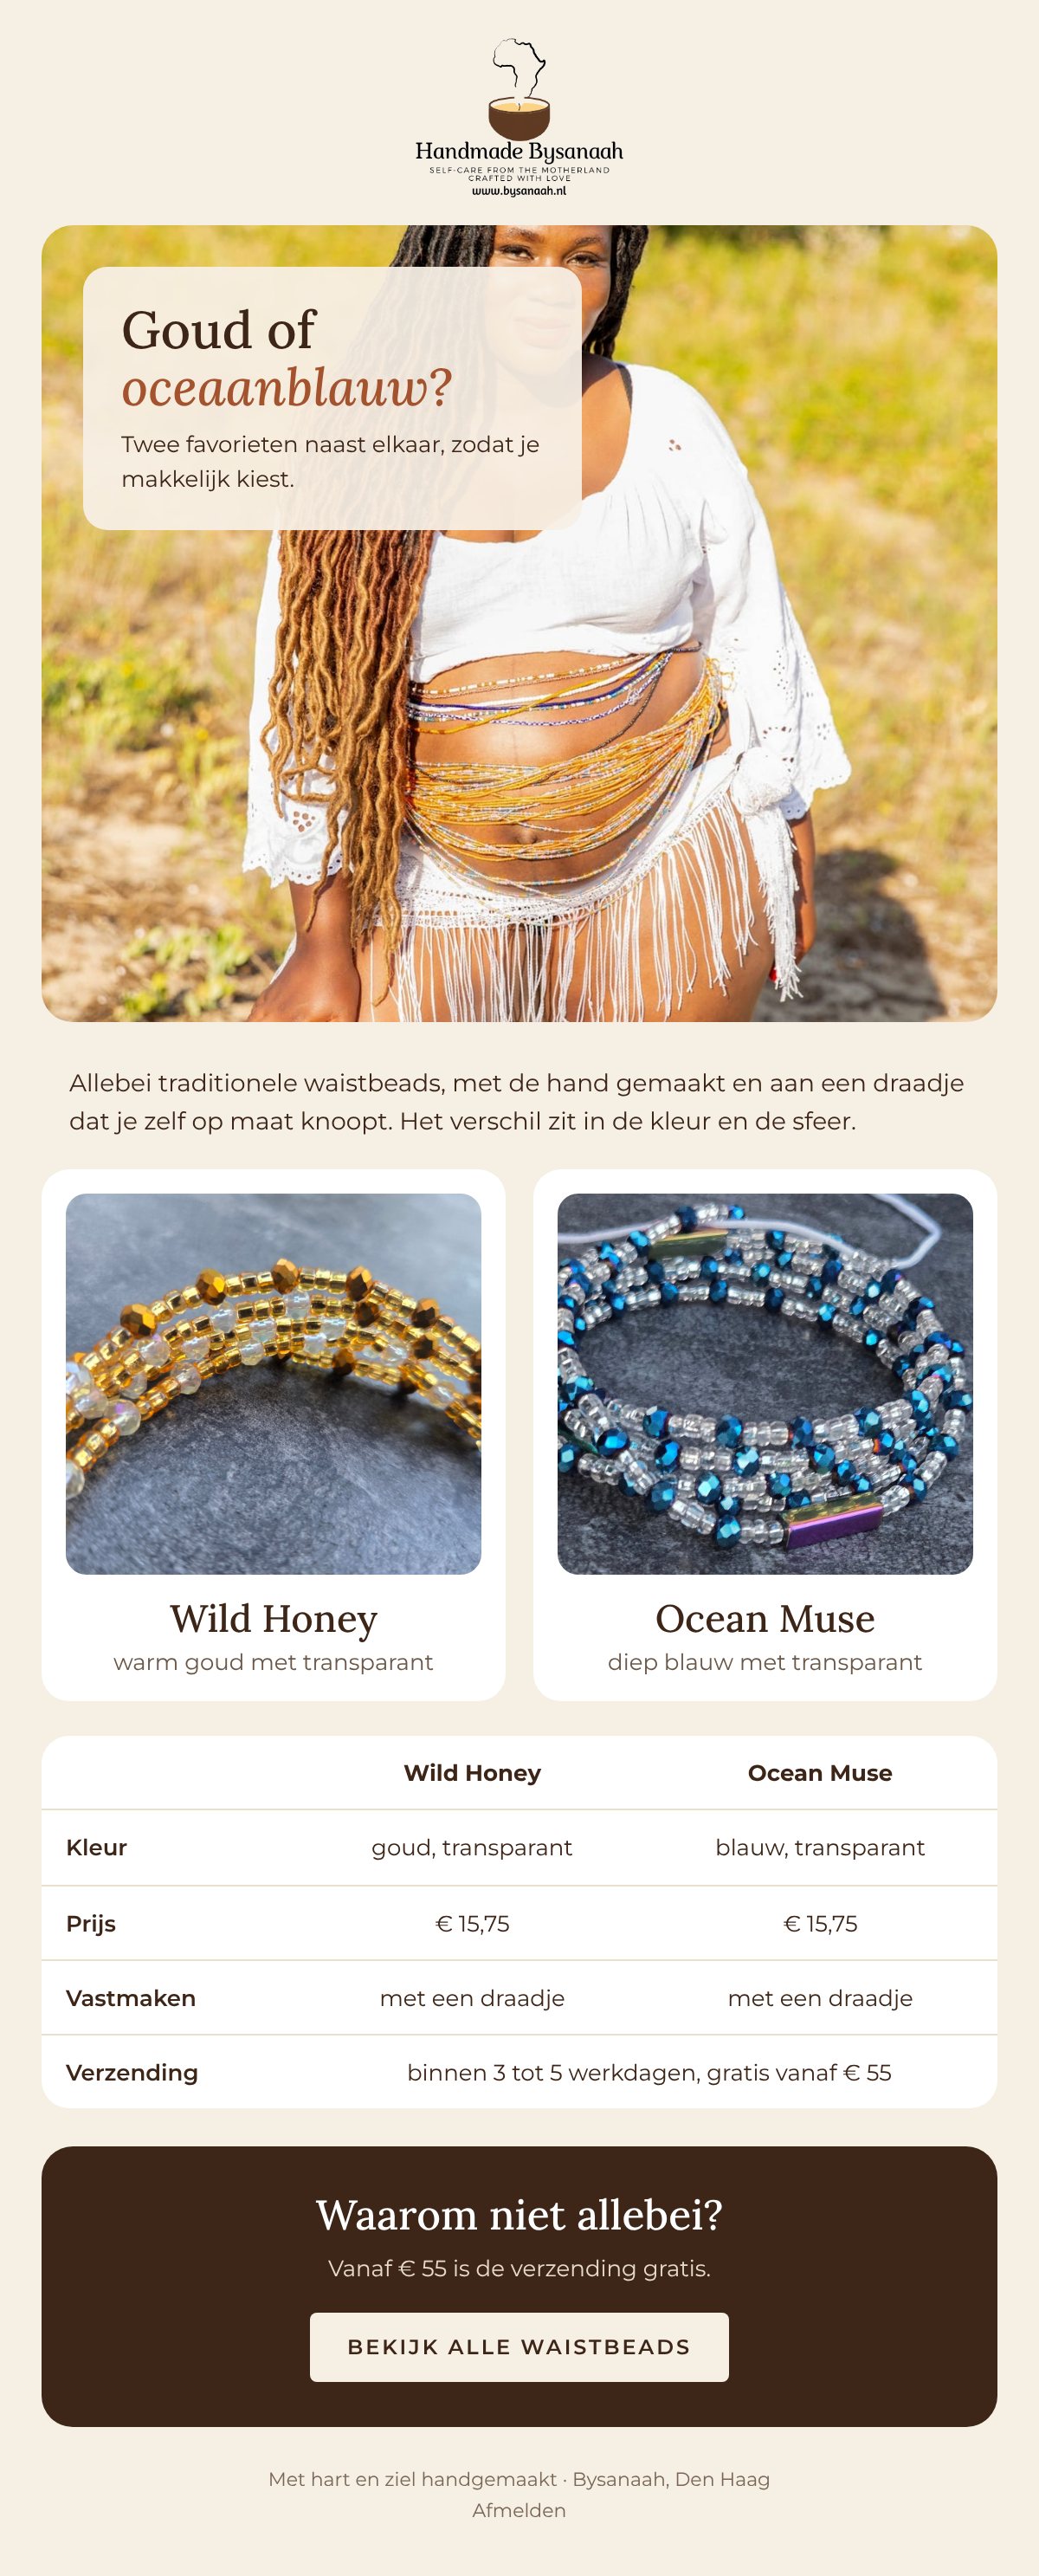 Handmade Bysanaah
SELF-CARE FROM THE MOTHERLAND
CRAFTED WITH LOVE
www.bysanaah.nl
Goud of
oceaanblauw?
Twee favorieten naast elkaar, zodat je
makkelijk kiest.
Allebei traditionele waistbeads, met de hand gemaakt en aan een draadje
dat je zelf op maat knoopt. Het verschil zit in de kleur en de sfeer.
Wild Honey
warm goud met transparant
Ocean Muse
diep blauw met transparant
Wild Honey Ocean Muse
Kleur goud, transparant blauw, transparant
Prijs € 15,75 € 15,75
Vastmaken met een draadje met een draadje
Verzending binnen 3 tot 5 werkdagen, gratis vanaf € 55
Waarom niet allebei?
Vanaf € 55 is de verzending gratis.
BEKIJK ALLE WAISTBEADS
Met hart en ziel handgemaakt · Bysanaah, Den Haag
Afmelden